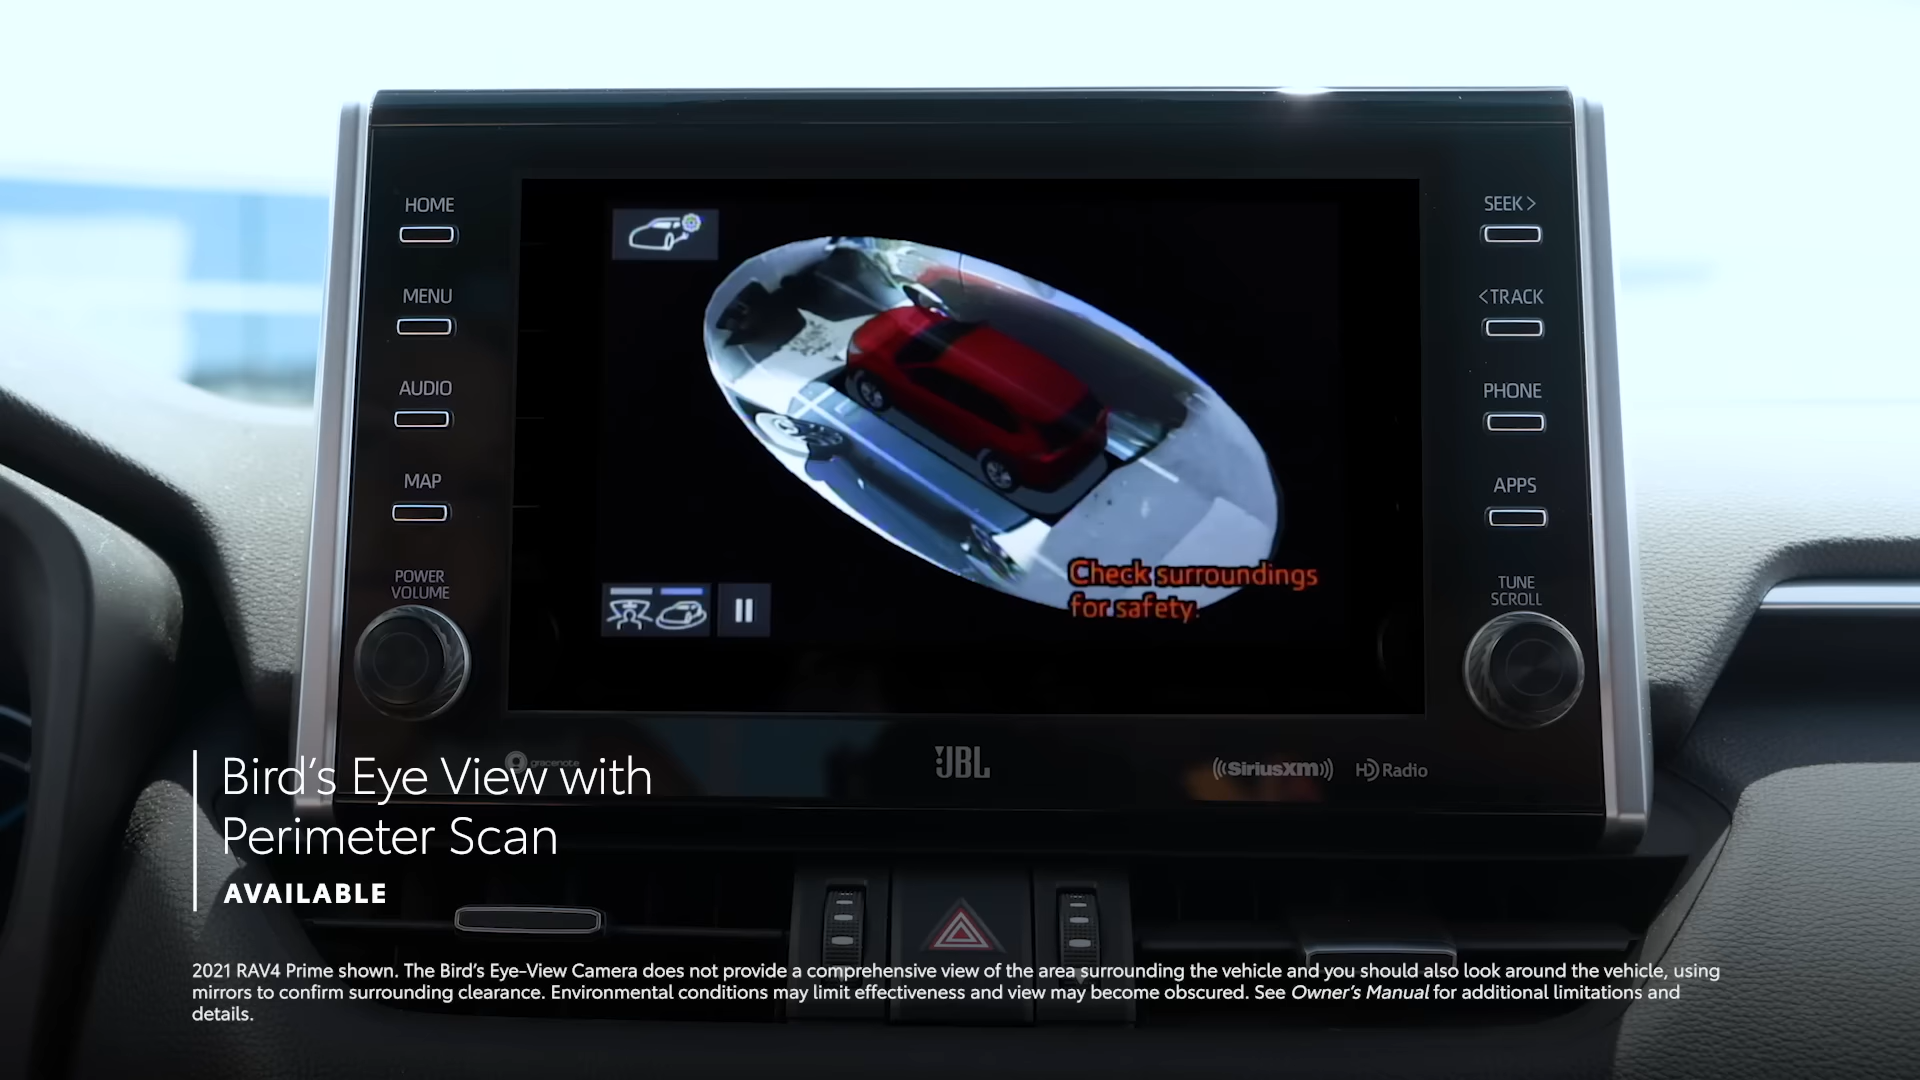 HOME
SEEK >
MENU
< TRACK
AUDIO
PHONE
MAP
APPS
Check surroundings
for safety.
POWER
VOLUME
TUNE
SCROLL
gracenote
JBL
((SiriusXM))
HD Radio
Bird's Eye View with
Perimeter Scan
AVAILABLE
2021 RAV4 Prime shown. The Bird's Eye-View Camera does not provide a comprehensive view of the area surrounding the vehicle and you should also look around the vehicle, using
mirrors to confirm surrounding clearance. Environmental conditions may limit effectiveness and view may become obscured. See Owner's Manual for additional limitations and
details.